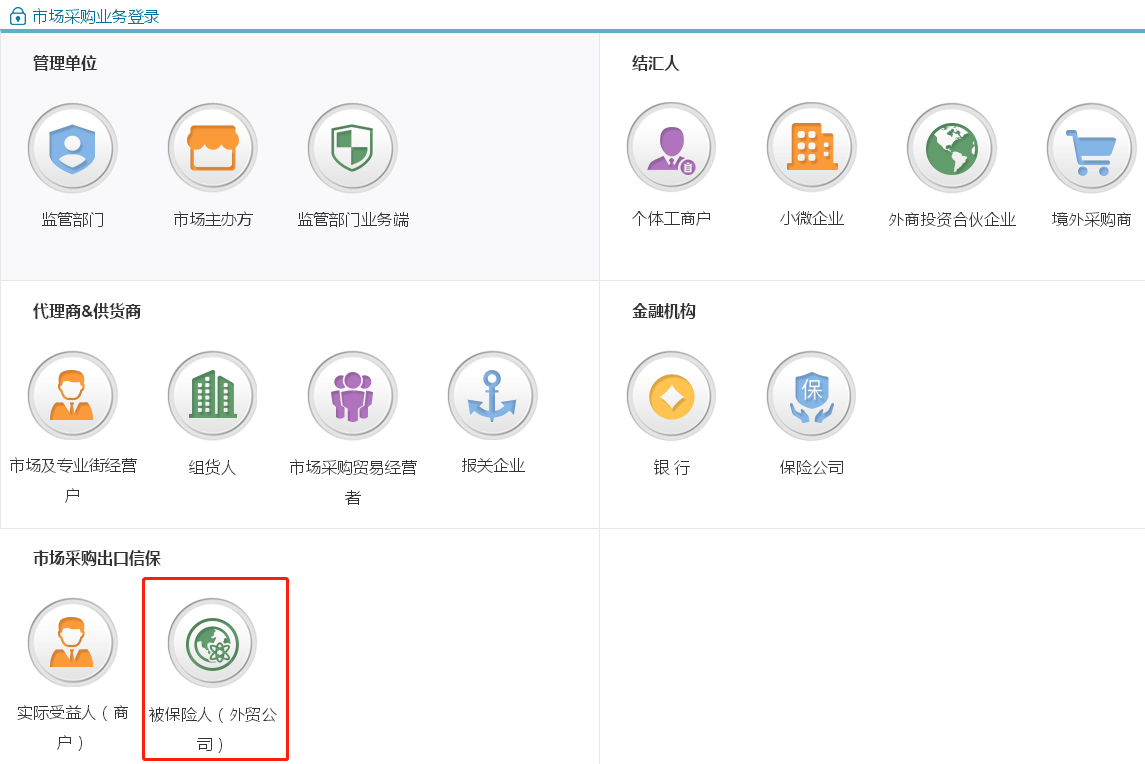 市场采购业务登录
管理单位
监管部门
市场主办方
监管部门业务端
结汇人
个体工商户
小微企业
外商投资合伙企业
境外采购商
代理商&供货商
市场及专业街经营
户
组货人
市场采购贸易经营
者
报关企业
金融机构
银 行
保
保险公司
市场采购出口信保
实际受益人（商
户）
被保险人（外贸公
司）